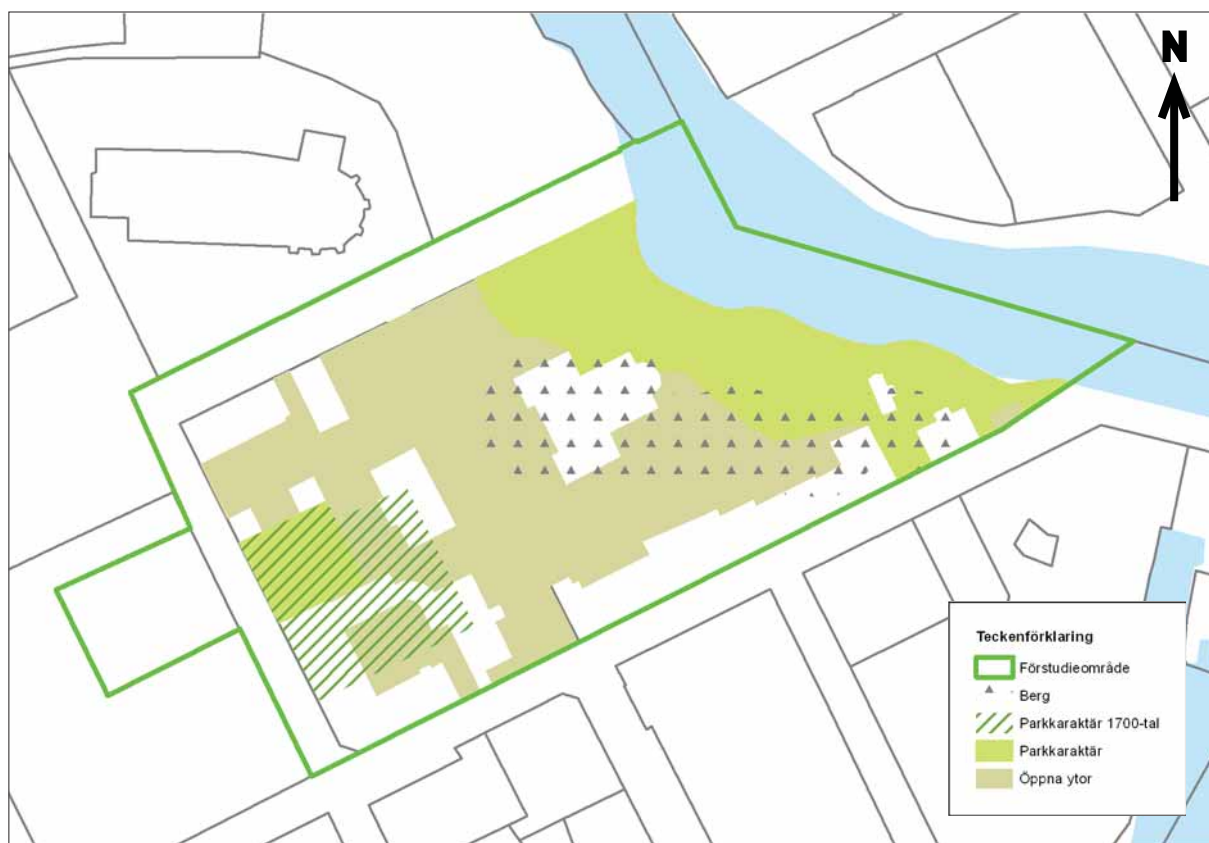 N
Teckenförklaring
Förstudieområde
Berg
Parkkaraktär 1700-tal
Parkkaraktär
Öppna ytor